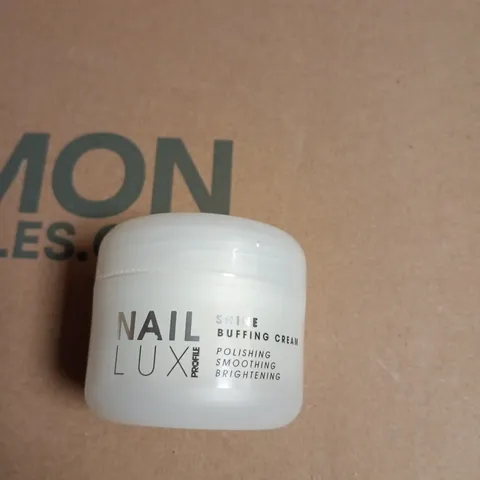 MON
LES.
NAIL
LUX
PROFILE
SHINE
BUFFING CREAM
POLISHING
SMOOTHING
BRIGHTENING